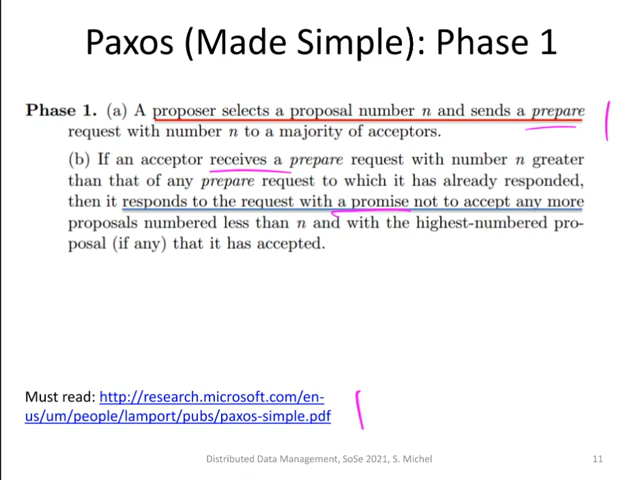 Paxos (Made Simple): Phase 1
Phase 1. (a) A proposer selects a proposal number n and sends a prepare
request with number n to a majority of acceptors.
(b) If an acceptor receives a prepare request with number n greater
than that of any prepare request to which it has already responded,
then it responds to the request with a promise not to accept any more
proposals numbered less than n and with the highest-numbered pro-
posal (if any) that it has accepted.
Must read: http://research.microsoft.com/en-
us/um/people/lamport/pubs/paxos-simple.pdf
Distributed Data Management, SoSe 2021, S. Michel
11